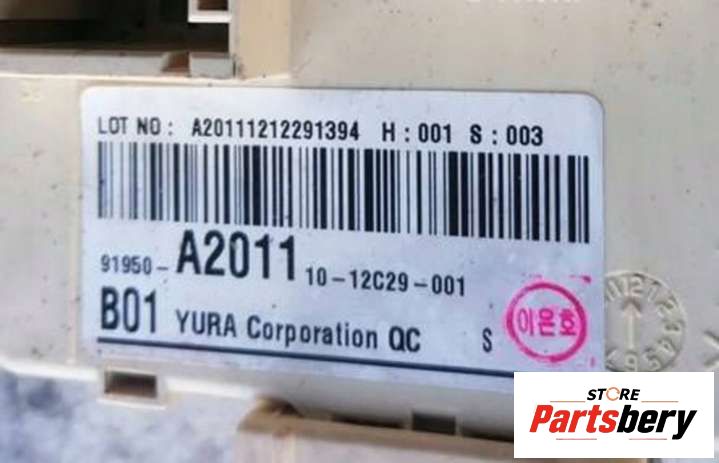 LOT NO : A20111212291394 H : 001 S : 003
91950- A2011 10-12C29-001
B01 YURA Corporation QC S
이은호
STORE
Partsbery